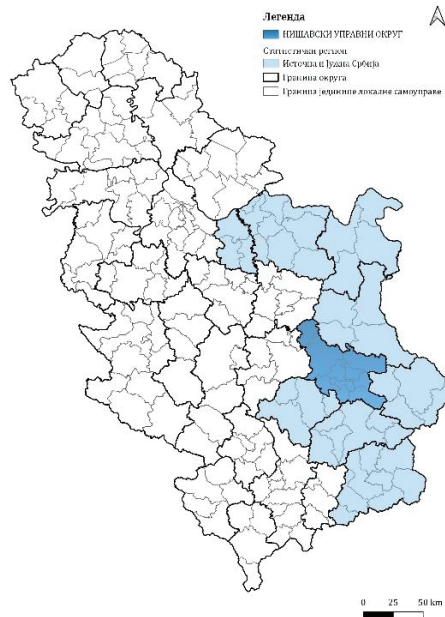 Легенда
НИШАВСКИ УПРАВНИ ОКРУГ
Статистички регион
Источна и Јужна Србија
Граница округа
Граница јединице локалне самоуправе
0 25 50 km